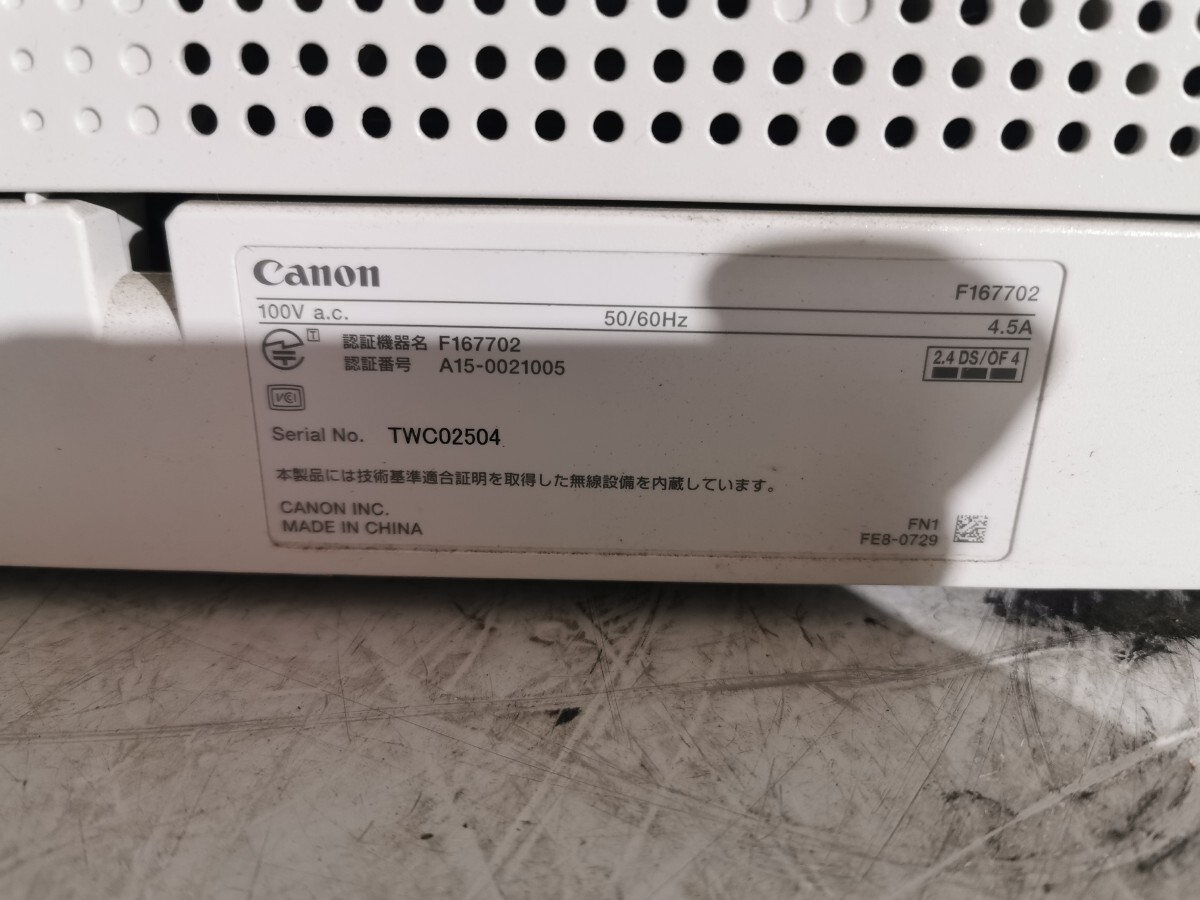 Canon
F167702
100V a.c.
50/60Hz
4.5A
T
認証機器名 F167702
認証番号 A15-0021005
2.4 DS/OF 4
VCI
Serial No. TWC02504
本製品には技術基準適合証明を取得した無線設備を内蔵しています。
CANON INC.
MADE IN CHINA
FN1
FE8-0729